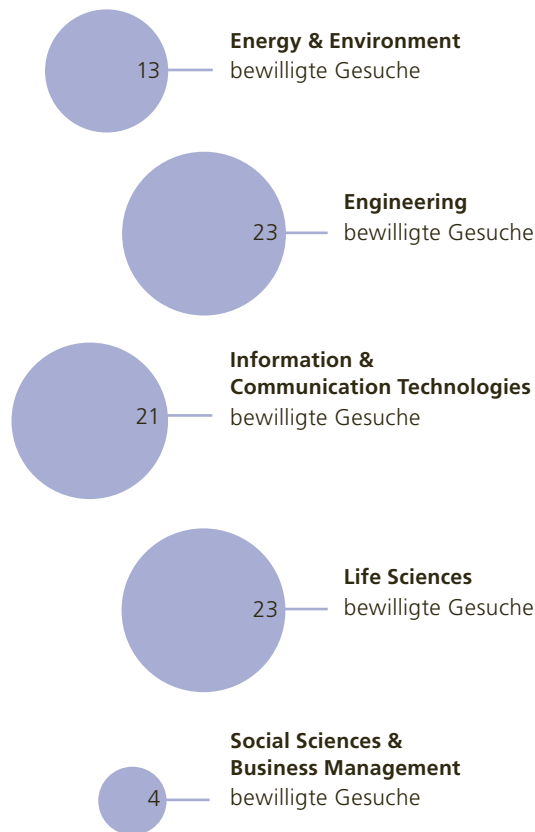 Energy & Environment
13 bewilligte Gesuche
Engineering
23 bewilligte Gesuche
Information &
Communication Technologies
21 bewilligte Gesuche
Life Sciences
23 bewilligte Gesuche
Social Sciences &
Business Management
4 bewilligte Gesuche